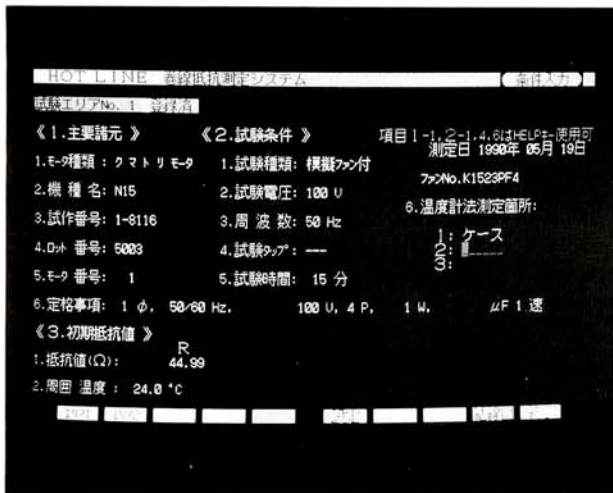 HOT LINE 巻線抵抗測定システム 条件入力
試験エリアNo. 1 登録済
《1.主要諸元》 《2.試験条件》 項目1-1,2-1,4,6はHELPキー使用可
測定日 1990年 05月 19日
1.モータ種類 : クマトリモータ 1.試験種類: 模擬ファン付 ファンNo.K1523PF4
2.機種名: N15 2.試験電圧: 100 V
6.温度計法測定箇所:
3.試作番号: 1-8116 3.周波数: 50 Hz
1: ケース
4.ロット番号: 5003 4.試験タップ: ---
2:
3:
5.モータ番号: 1 5.試験時間: 15 分
6.定格事項: 1 φ, 50/60 Hz, 100 V, 4 P, 1 W, μF 1 速
《3.初期抵抗値》
R
1.抵抗値(Ω): 44.99
2.周囲温度 : 24.0 °C